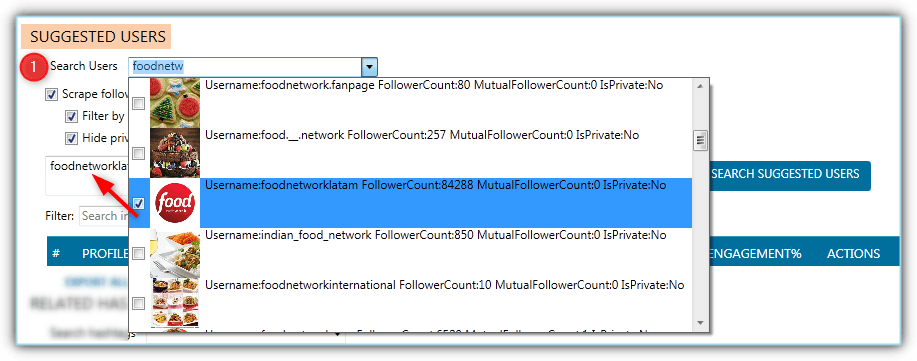 SUGGESTED USERS
1 Search Users foodnetw
Username:foodnetwork.fanpage FollowerCount:80 MutualFollowerCount:0 IsPrivate:No
Scrape follow
Filter by
Username:food.__.network FollowerCount:257 MutualFollowerCount:0 IsPrivate:No
Hide priv
foodnetworklat
SEARCH SUGGESTED USERS
Username:foodnetworklatam FollowerCount:84288 MutualFollowerCount:0 IsPrivate:No
food
network
Filter: Search in
Username:indian_food_network FollowerCount:850 MutualFollowerCount:0 IsPrivate:No
# PROFILE ENGAGEMENT% ACTIONS
EXPORT ALL
Username:foodnetworkinternational FollowerCount:10 MutualFollowerCount:0 IsPrivate:No
RELATED HAS
Search hashtags